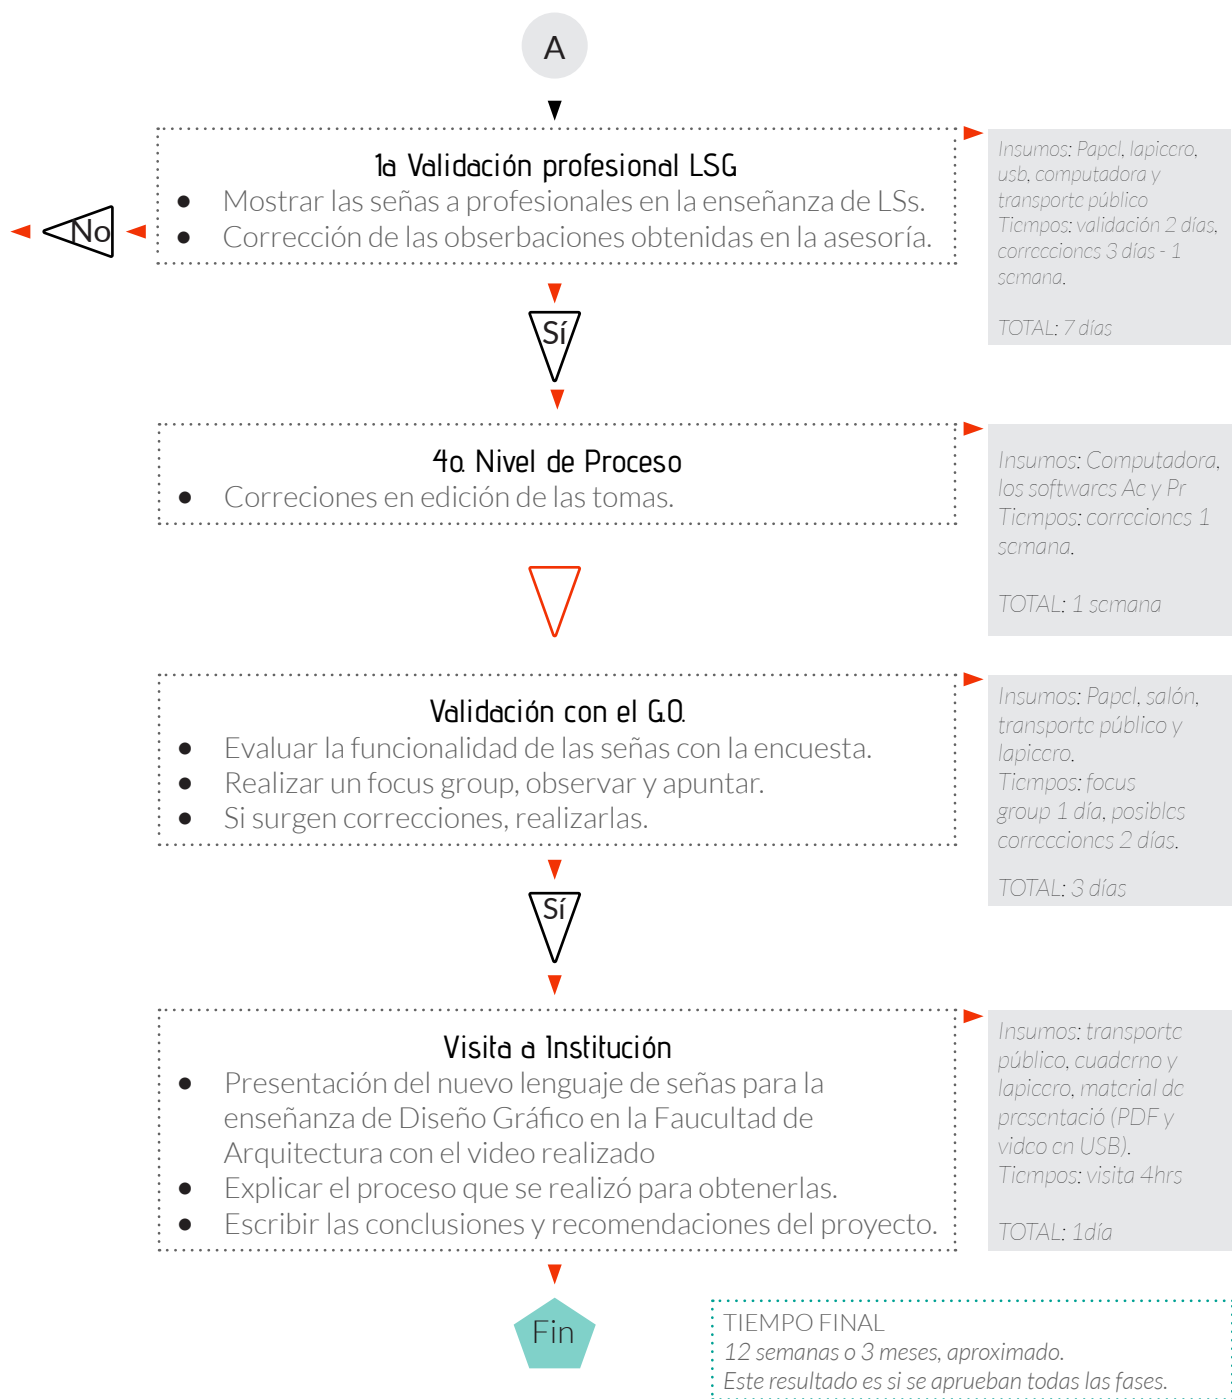 A
1a Validación profesional LSG
Mostrar las señas a profesionales en la enseñanza de LSs.
Corrección de las obserbaciones obtenidas en la asesoría.
No
Insumos: Papel, lapicero,
usb, computadora y
transporte público
Tiempos: validación 2 días,
correcciones 3 días - 1
semana.
TOTAL: 7 días
Sí
4o. Nivel de Proceso
Correciones en edición de las tomas.
Insumos: Computadora,
los softwares Ae y Pr
Tiempos: correciones 1
semana.
TOTAL: 1 semana
Validación con el G.O.
Evaluar la funcionalidad de las señas con la encuesta.
Realizar un focus group, observar y apuntar.
Si surgen correcciones, realizarlas.
Insumos: Papel, salón,
transporte público y
lapicero.
Tiempos: focus
group 1 día, posibles
correcciones 2 días.
TOTAL: 3 días
Sí
Visita a Institución
Presentación del nuevo lenguaje de señas para la
enseñanza de Diseño Gráfico en la Faucultad de
Arquitectura con el video realizado
Explicar el proceso que se realizó para obtenerlas.
Escribir las conclusiones y recomendaciones del proyecto.
Insumos: transporte
público, cuaderno y
lapicero, material de
presentació (PDF y
video en USB).
Tiempos: visita 4hrs
TOTAL: 1día
Fin
TIEMPO FINAL
12 semanas o 3 meses, aproximado.
Este resultado es si se aprueban todas las fases.